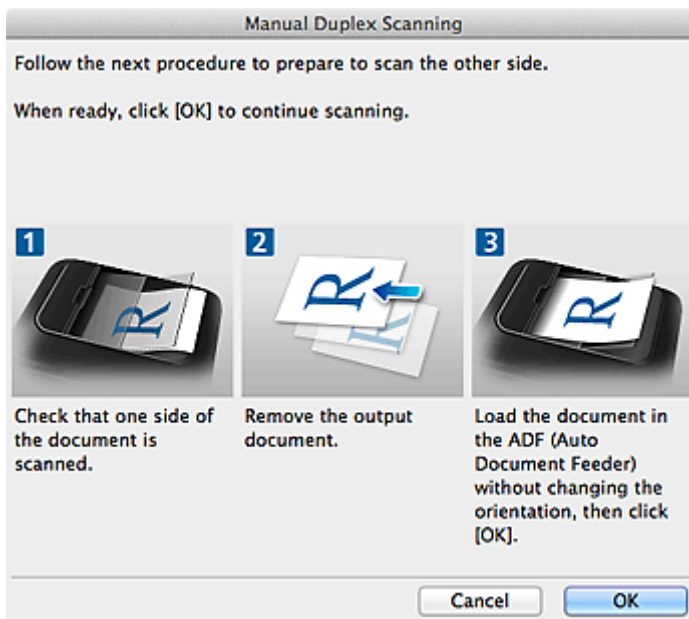 Manual Duplex Scanning
Follow the next procedure to prepare to scan the other side.
When ready, click [OK] to continue scanning.
1
R
2
R
R
3
R
Check that one side of
the document is
scanned.
Remove the output
document.
Load the document in
the ADF (Auto
Document Feeder)
without changing the
orientation, then click
[OK].
Cancel
OK